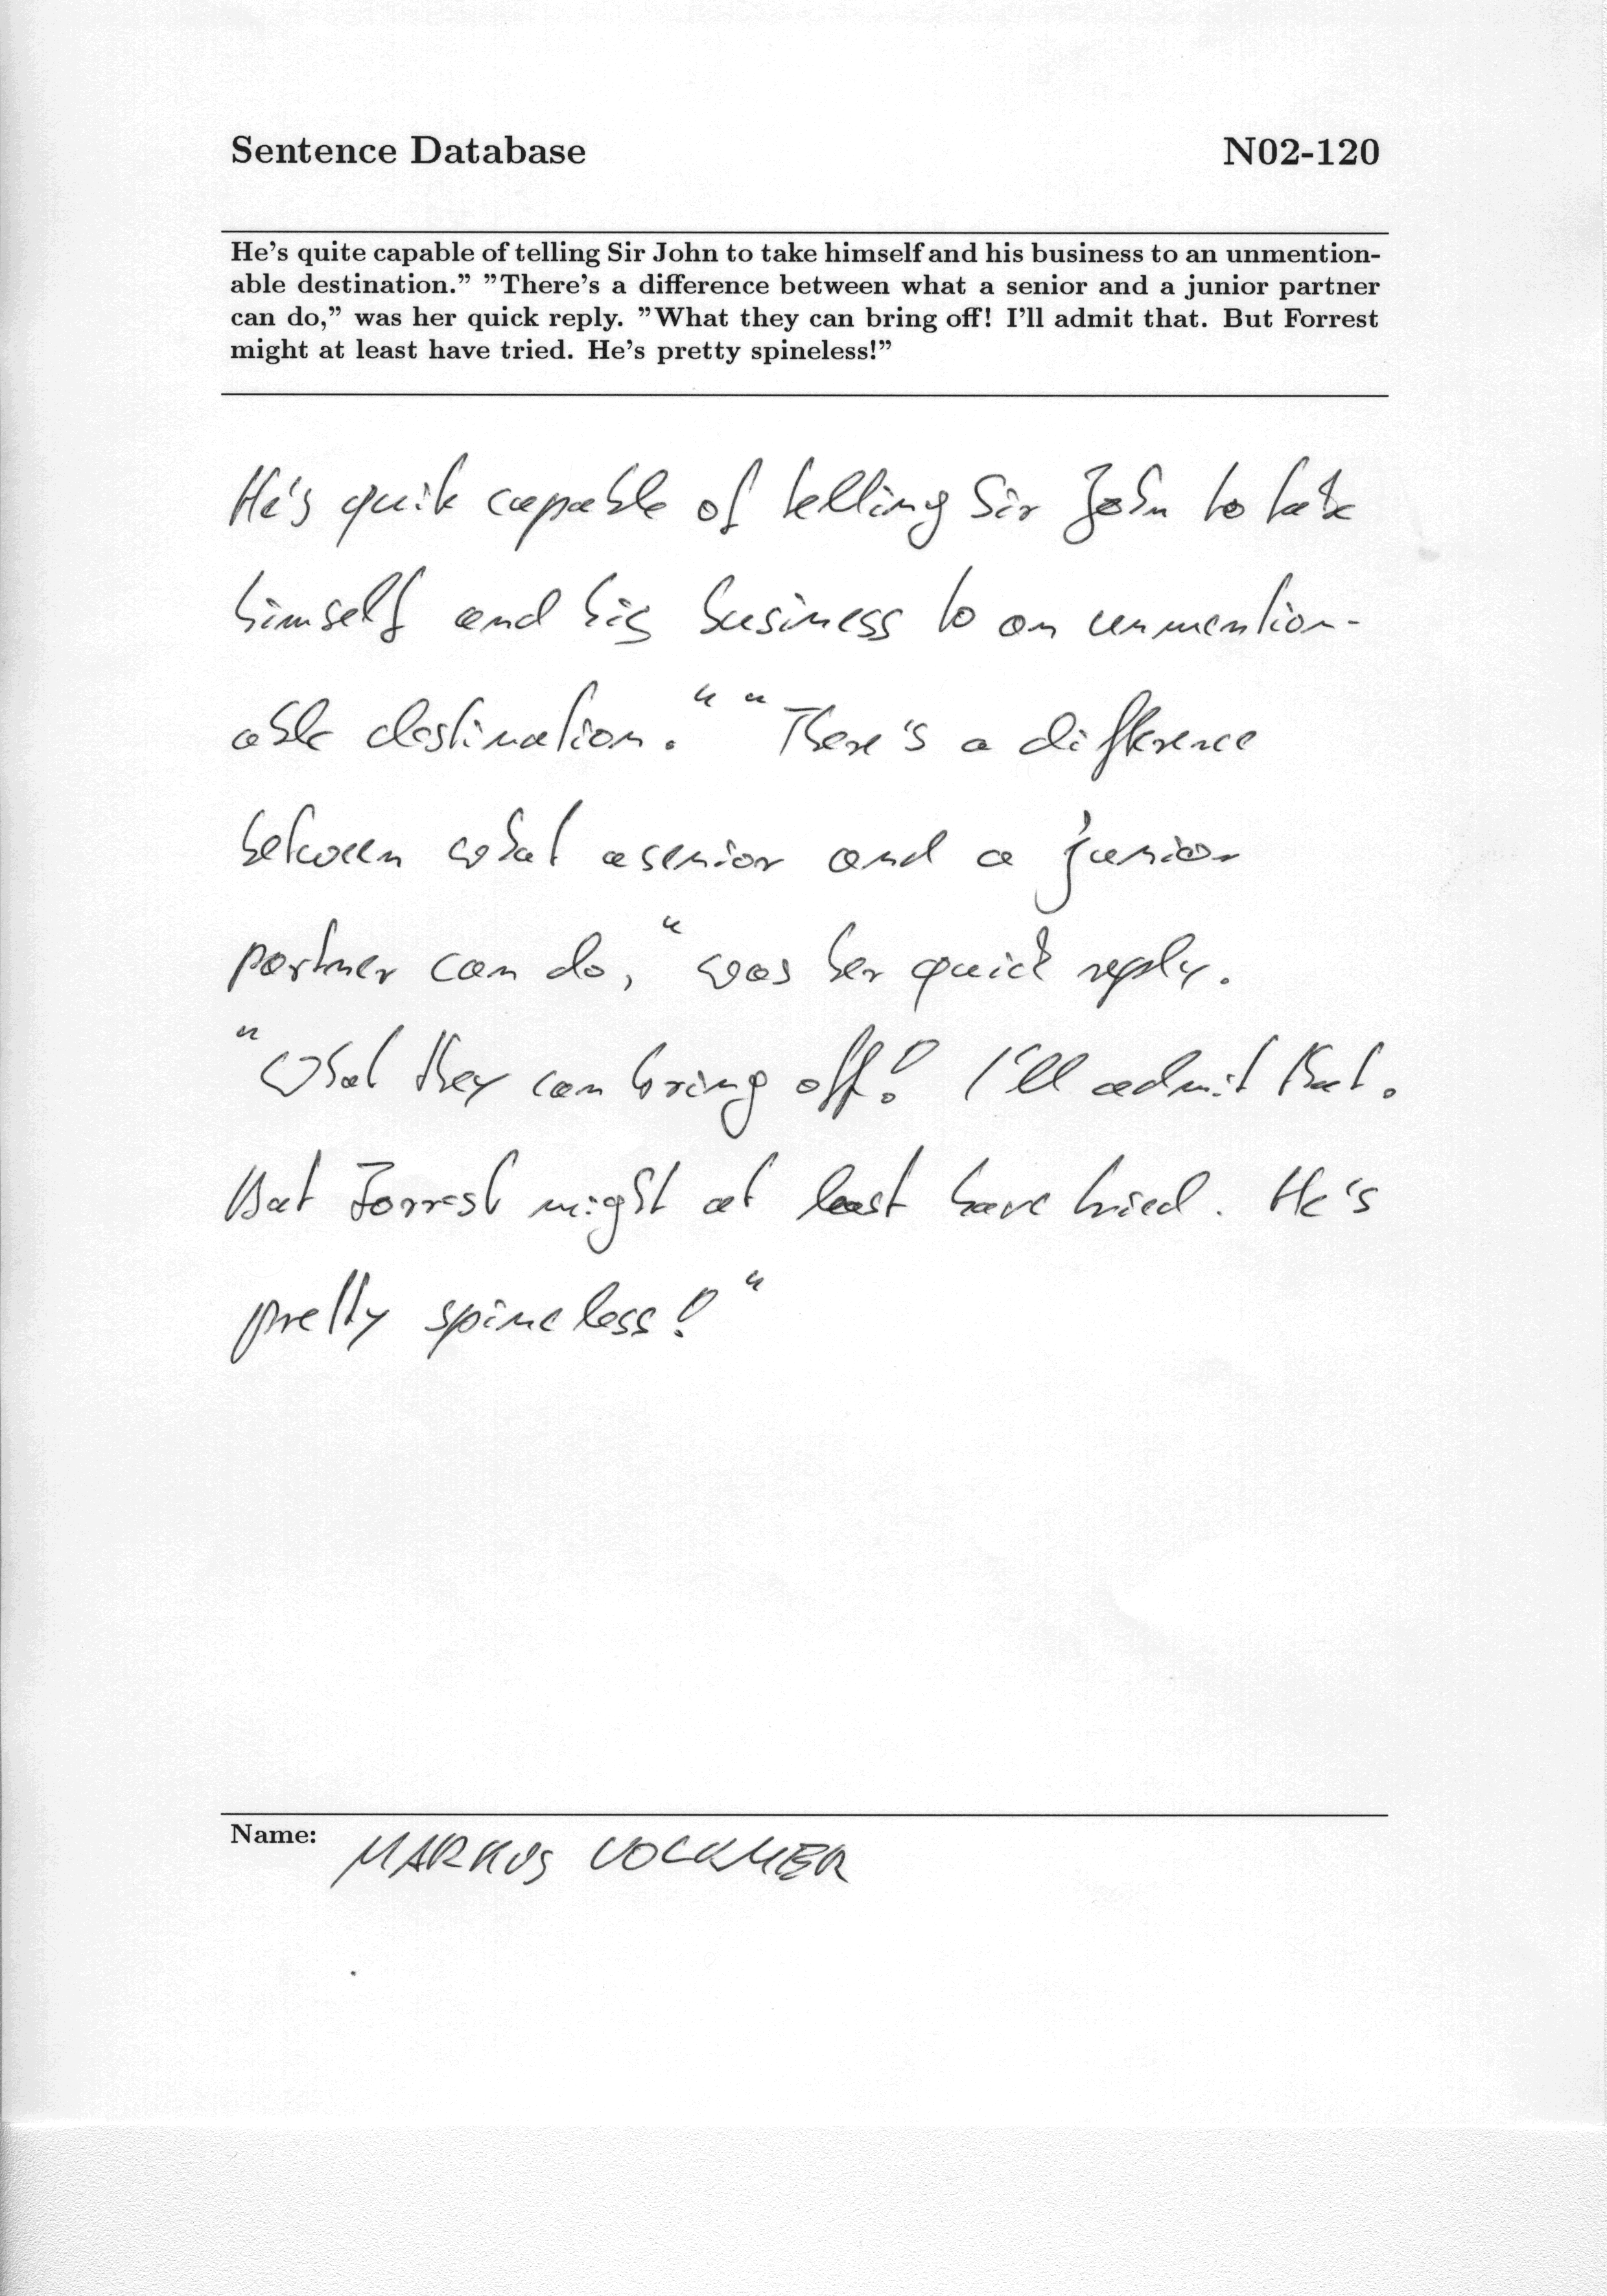 Sentence Database N02-120
He's quite capable of telling Sir John to take himself and his business to an unmention-
able destination.” ”There's a difference between what a senior and a junior partner
can do,” was her quick reply. ”What they can bring off! I'll admit that. But Forrest
might at least have tried. He's pretty spineless!”
He's quite capable of telling Sir John to take
himself and his business to an unmention-
able destination.“ “There's a difference
between what a senior and a junior
partner can do,“ was her quick reply.
“What they can bring off! I'll admit that.
But Forrest might at least have tried. He's
pretty spineless!“
Name: MARKUS VOCKMER